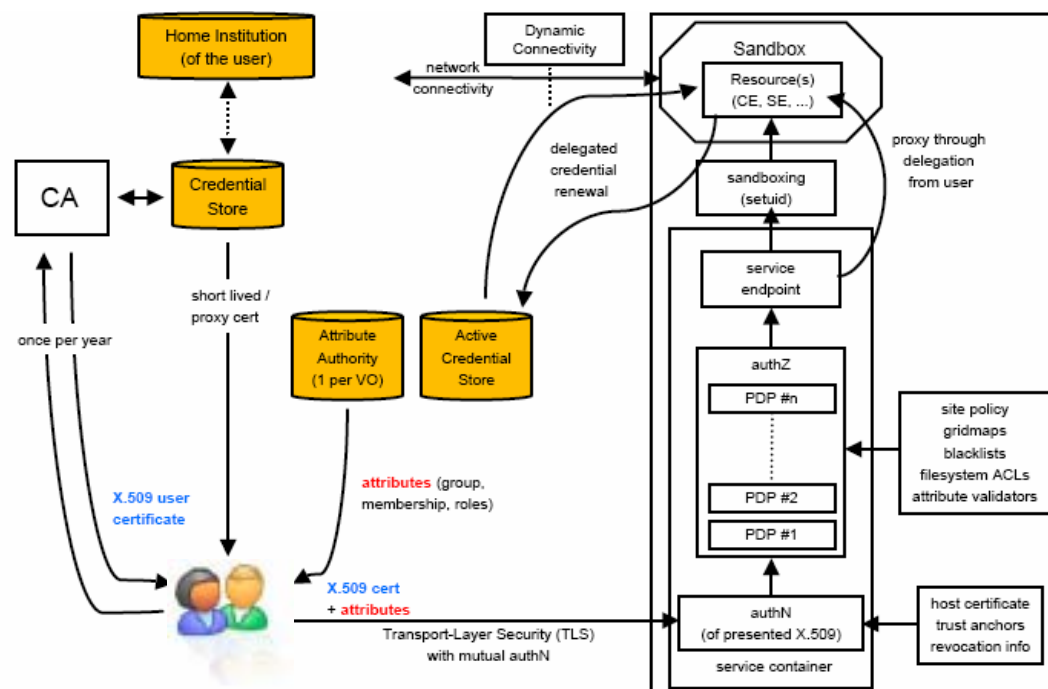 Home Institution
(of the user)
Dynamic
Connectivity
network
connectivity
Sandbox
Resource(s)
(CE, SE, ...)
CA
Credential
Store
delegated
credential
renewal
sandboxing
(setuid)
proxy through
delegation
from user
service
endpoint
short lived /
proxy cert
once per year
Attribute
Authority
(1 per VO)
Active
Credential
Store
authZ
PDP #n
PDP #2
PDP #1
site policy
gridmaps
blacklists
filesystem ACLs
attribute validators
attributes (group,
membership, roles)
X.509 user
certificate
X.509 cert
+ attributes
Transport-Layer Security (TLS)
with mutual authN
authN
(of presented X.509)
service container
host certificate
trust anchors
revocation info